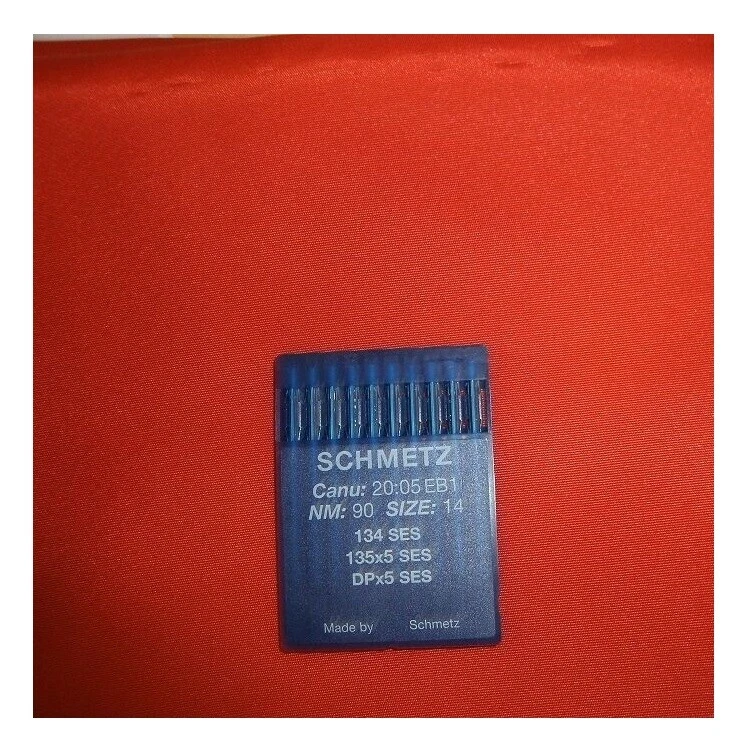 SCHMETZ
Canu: 20:05 EB1
NM: 90 SIZE: 14
134 SES
135x5 SES
DPx5 SES
Made by Schmetz